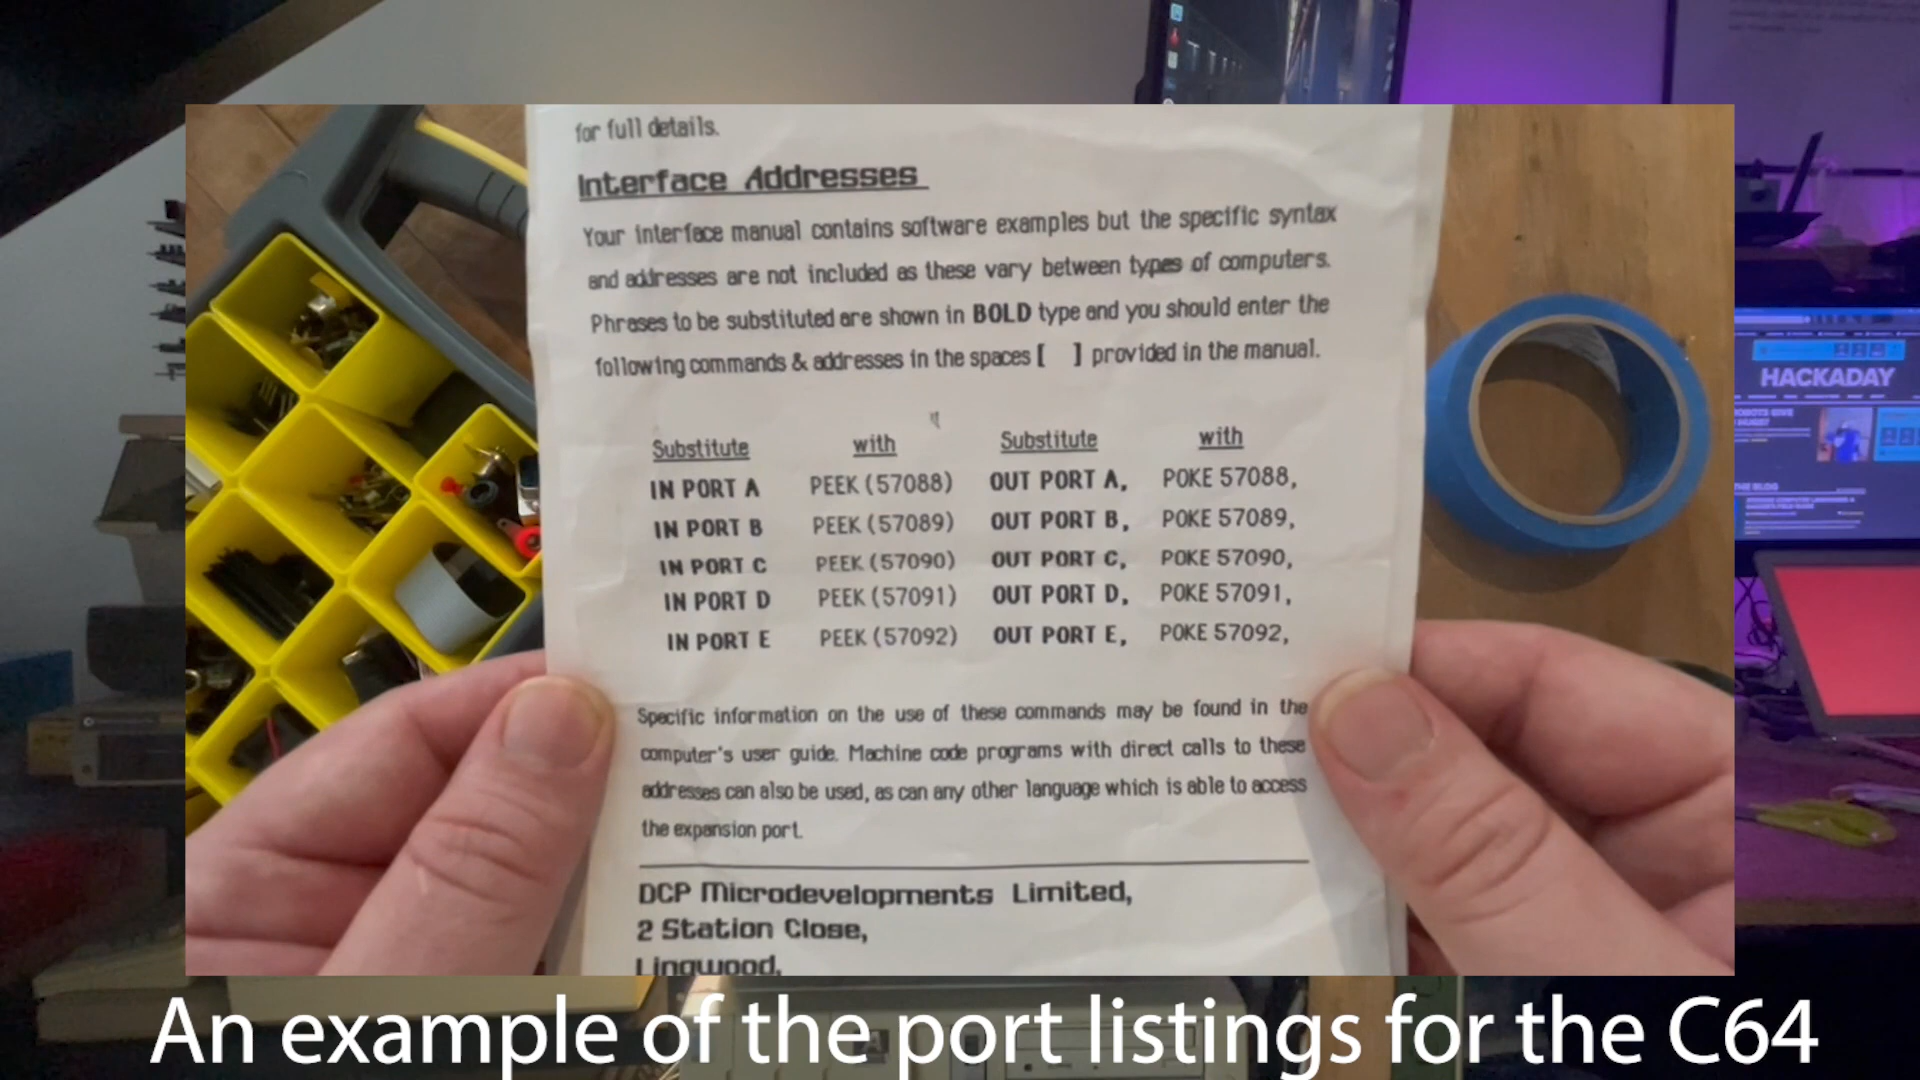 for full details.
Interface Addresses
Your interface manual contains software examples but the specific syntax
and addresses are not included as these vary between types of computers.
Phrases to be substituted are shown in BOLD type and you should enter the
following commands & addresses in the spaces [ ] provided in the manual.
Substitute with Substitute with
IN PORT A PEEK (57088) OUT PORT A, POKE 57088,
IN PORT B PEEK (57089) OUT PORT B, POKE 57089,
IN PORT C PEEK (57090) OUT PORT C, POKE 57090,
IN PORT D PEEK (57091) OUT PORT D, POKE 57091,
IN PORT E PEEK (57092) OUT PORT E, POKE 57092,
Specific information on the use of these commands may be found in the
computer's user guide. Machine code programs with direct calls to these
addresses can also be used, as can any other language which is able to access
the expansion port.
DCP Microdevelopments Limited,
2 Station Close,
Lingwood,
HACKADAY
THE BLOG
An example of the port listings for the C64